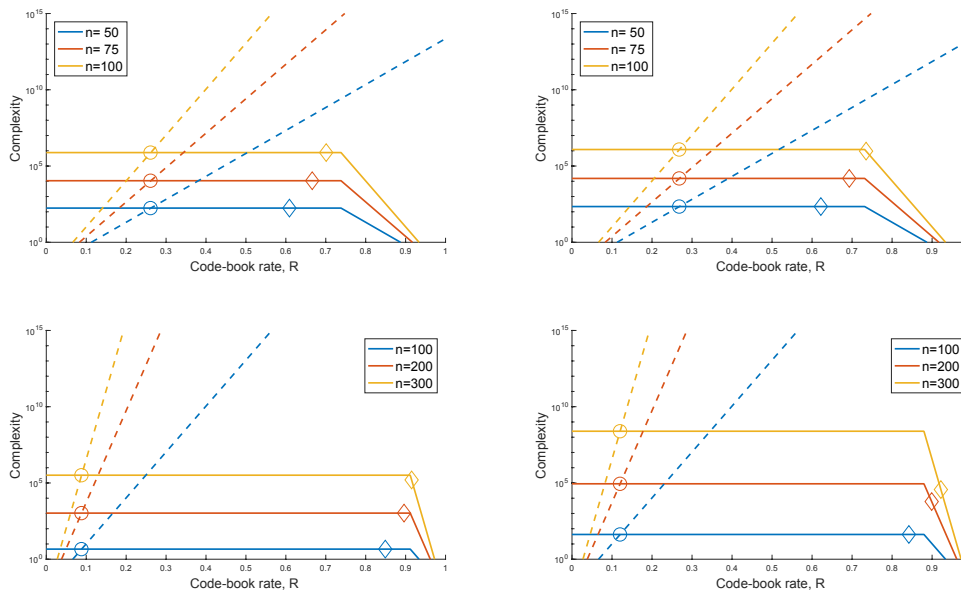 10^15
n= 50
n= 75
n=100
10^10
10^5
10^0
Complexity
0 0.1 0.2 0.3 0.4 0.5 0.6 0.7 0.8 0.9 1
Code-book rate, R
10^15
n= 50
n= 75
n=100
10^10
10^5
10^0
Complexity
0 0.1 0.2 0.3 0.4 0.5 0.6 0.7 0.8 0.9
Code-book rate, R
10^15
n=100
n=200
n=300
10^10
10^5
10^0
Complexity
0 0.1 0.2 0.3 0.4 0.5 0.6 0.7 0.8 0.9 1
Code-book rate, R
10^15
n=100
n=200
n=300
10^10
10^5
10^0
Complexity
0 0.1 0.2 0.3 0.4 0.5 0.6 0.7 0.8 0.9
Code-book rate, R